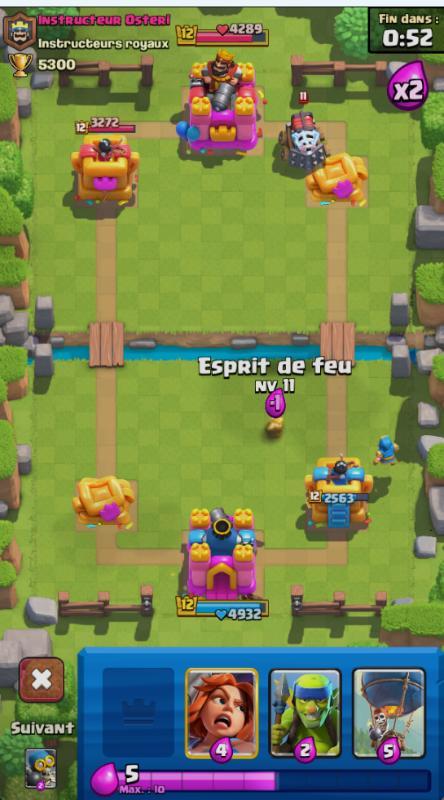 Instructeur Osteri
Instructeurs royaux
5300
12 4289
Fin dans :
0:52
x2
12 3272
11
Esprit de feu
NV 11
-1
12 2563
12 4932
Suivant
2
4
2
5
5
Max. : 10